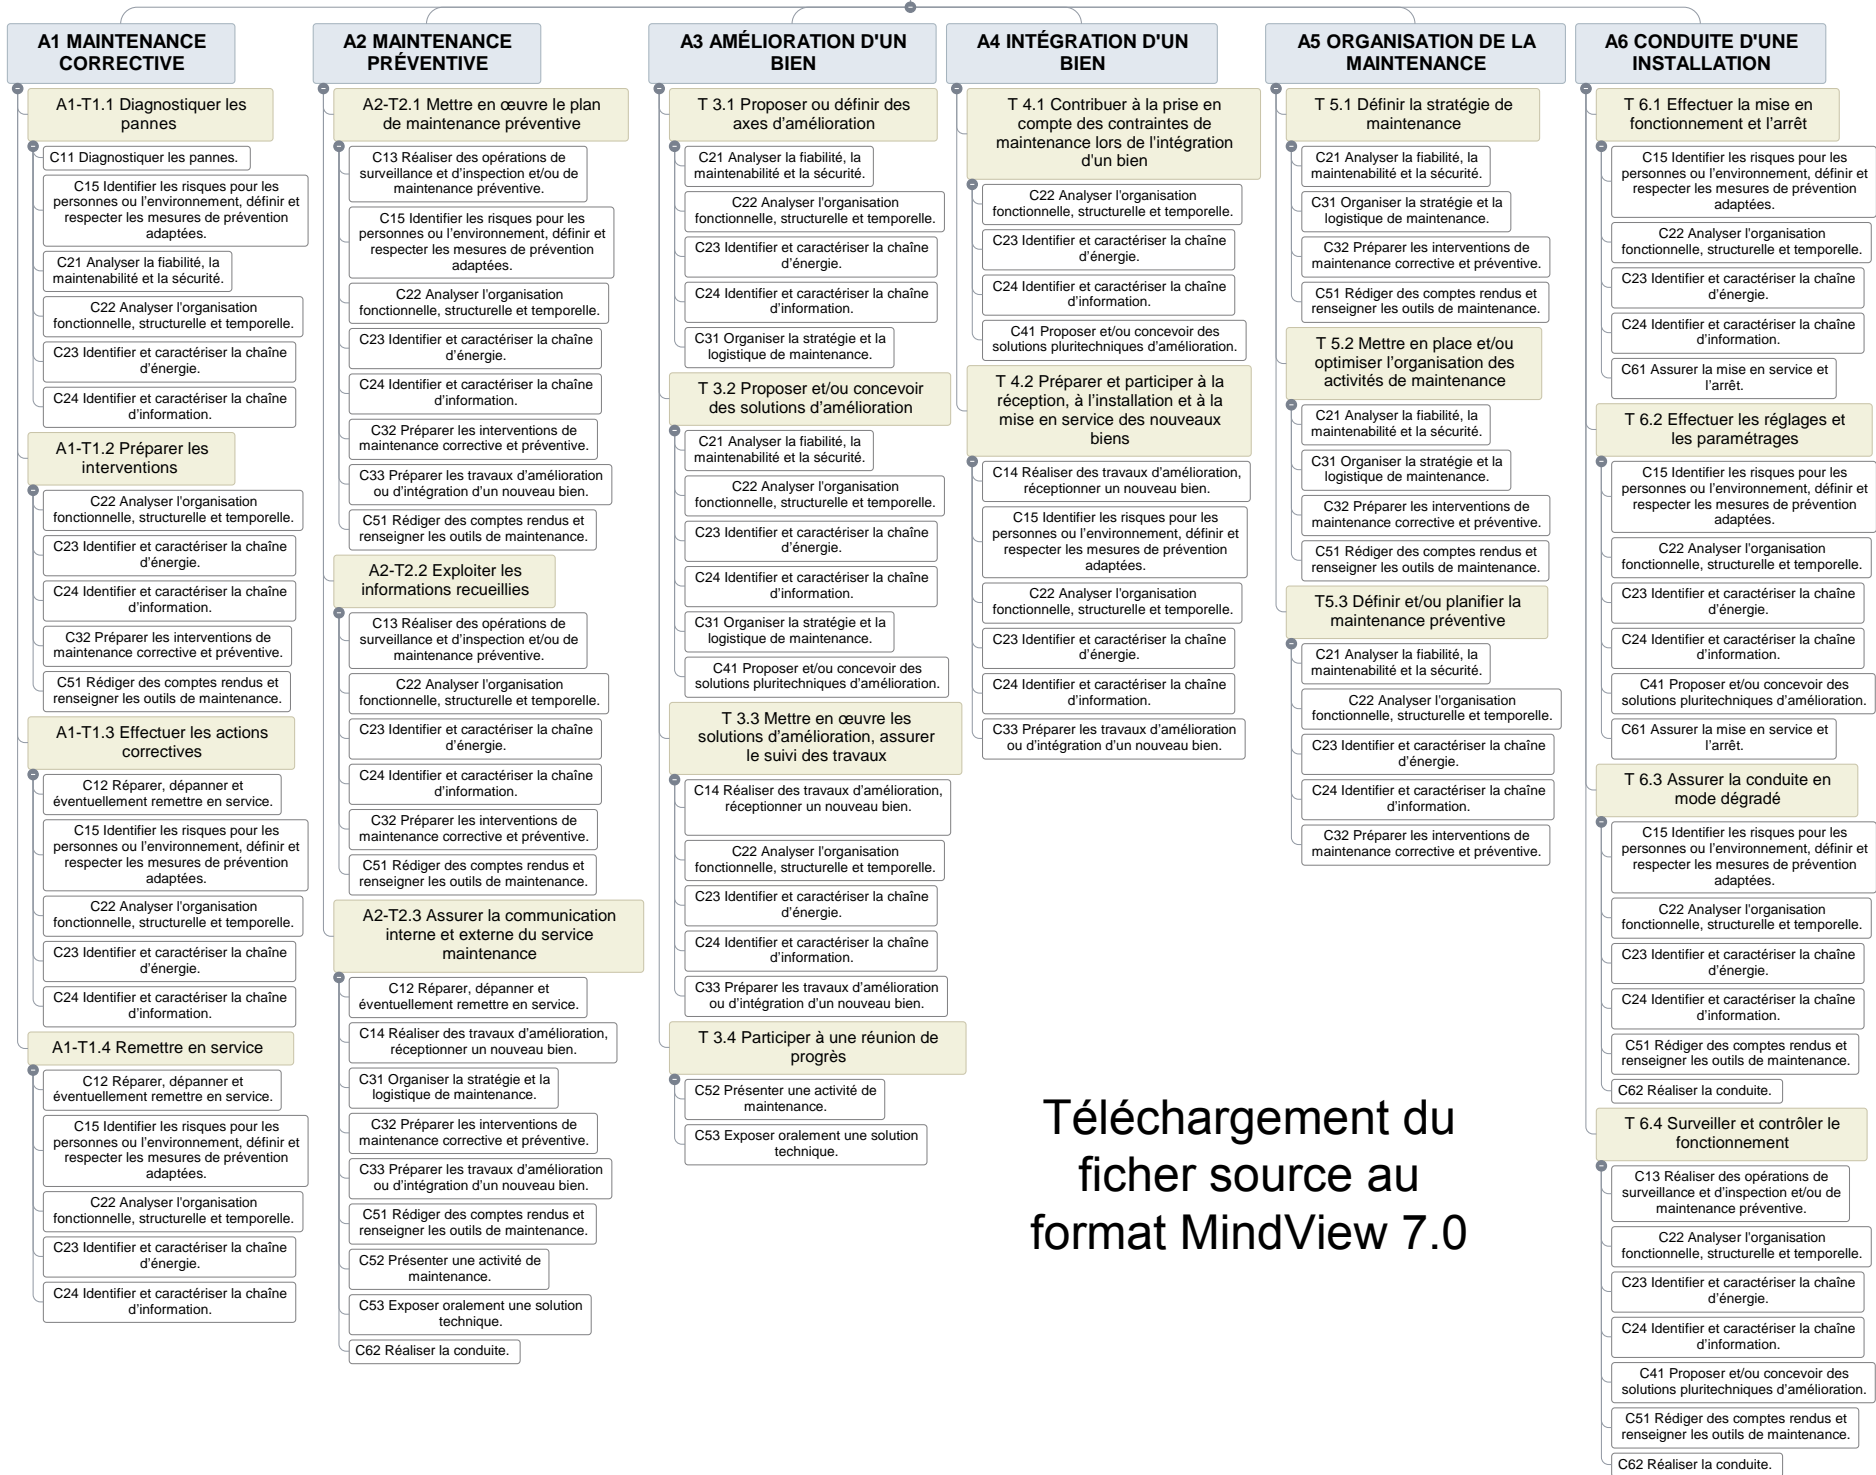 A1 MAINTENANCE
CORRECTIVE
A1-T1.1 Diagnostiquer les
pannes
C11 Diagnostiquer les pannes.
C15 Identifier les risques pour les
personnes ou l’environnement, définir et
respecter les mesures de prévention
adaptées.
C21 Analyser la fiabilité, la
maintenabilité et la sécurité.
C22 Analyser l’organisation
fonctionnelle, structurelle et temporelle.
C23 Identifier et caractériser la chaîne
d’énergie.
C24 Identifier et caractériser la chaîne
d’information.
A1-T1.2 Préparer les
interventions
C22 Analyser l’organisation
fonctionnelle, structurelle et temporelle.
C23 Identifier et caractériser la chaîne
d’énergie.
C24 Identifier et caractériser la chaîne
d’information.
C32 Préparer les interventions de
maintenance corrective et préventive.
C51 Rédiger des comptes rendus et
renseigner les outils de maintenance.
A1-T1.3 Effectuer les actions
correctives
C12 Réparer, dépanner et
éventuellement remettre en service.
C15 Identifier les risques pour les
personnes ou l’environnement, définir et
respecter les mesures de prévention
adaptées.
C22 Analyser l’organisation
fonctionnelle, structurelle et temporelle.
C23 Identifier et caractériser la chaîne
d’énergie.
C24 Identifier et caractériser la chaîne
d’information.
A1-T1.4 Remettre en service
C12 Réparer, dépanner et
éventuellement remettre en service.
C15 Identifier les risques pour les
personnes ou l’environnement, définir et
respecter les mesures de prévention
adaptées.
C22 Analyser l’organisation
fonctionnelle, structurelle et temporelle.
C23 Identifier et caractériser la chaîne
d’énergie.
C24 Identifier et caractériser la chaîne
d’information.
A2 MAINTENANCE
PRÉVENTIVE
A2-T2.1 Mettre en œuvre le plan
de maintenance préventive
C13 Réaliser des opérations de
surveillance et d’inspection et/ou de
maintenance préventive.
C15 Identifier les risques pour les
personnes ou l’environnement, définir et
respecter les mesures de prévention
adaptées.
C22 Analyser l’organisation
fonctionnelle, structurelle et temporelle.
C23 Identifier et caractériser la chaîne
d’énergie.
C24 Identifier et caractériser la chaîne
d’information.
C32 Préparer les interventions de
maintenance corrective et préventive.
C33 Préparer les travaux d’amélioration
ou d’intégration d’un nouveau bien.
C51 Rédiger des comptes rendus et
renseigner les outils de maintenance.
A2-T2.2 Exploiter les
informations recueillies
C13 Réaliser des opérations de
surveillance et d’inspection et/ou de
maintenance préventive.
C22 Analyser l’organisation
fonctionnelle, structurelle et temporelle.
C23 Identifier et caractériser la chaîne
d’énergie.
C24 Identifier et caractériser la chaîne
d’information.
C32 Préparer les interventions de
maintenance corrective et préventive.
C51 Rédiger des comptes rendus et
renseigner les outils de maintenance.
A2-T2.3 Assurer la communication
interne et externe du service
maintenance
C12 Réparer, dépanner et
éventuellement remettre en service.
C14 Réaliser des travaux d’amélioration,
réceptionner un nouveau bien.
C31 Organiser la stratégie et la
logistique de maintenance.
C32 Préparer les interventions de
maintenance corrective et préventive.
C33 Préparer les travaux d’amélioration
ou d’intégration d’un nouveau bien.
C51 Rédiger des comptes rendus et
renseigner les outils de maintenance.
C52 Présenter une activité de
maintenance.
C53 Exposer oralement une solution
technique.
C62 Réaliser la conduite.
A3 AMÉLIORATION D'UN
BIEN
T 3.1 Proposer ou définir des
axes d’amélioration
C21 Analyser la fiabilité, la
maintenabilité et la sécurité.
C22 Analyser l’organisation
fonctionnelle, structurelle et temporelle.
C23 Identifier et caractériser la chaîne
d’énergie.
C24 Identifier et caractériser la chaîne
d’information.
C31 Organiser la stratégie et la
logistique de maintenance.
T 3.2 Proposer et/ou concevoir
des solutions d’amélioration
C21 Analyser la fiabilité, la
maintenabilité et la sécurité.
C22 Analyser l’organisation
fonctionnelle, structurelle et temporelle.
C23 Identifier et caractériser la chaîne
d’énergie.
C24 Identifier et caractériser la chaîne
d’information.
C31 Organiser la stratégie et la
logistique de maintenance.
C41 Proposer et/ou concevoir des
solutions pluritechniques d’amélioration.
T 3.3 Mettre en œuvre les
solutions d’amélioration, assurer
le suivi des travaux
C14 Réaliser des travaux d’amélioration,
réceptionner un nouveau bien.
C22 Analyser l’organisation
fonctionnelle, structurelle et temporelle.
C23 Identifier et caractériser la chaîne
d’énergie.
C24 Identifier et caractériser la chaîne
d’information.
C33 Préparer les travaux d’amélioration
ou d’intégration d’un nouveau bien.
T 3.4 Participer à une réunion de
progrès
C52 Présenter une activité de
maintenance.
C53 Exposer oralement une solution
technique.
A4 INTÉGRATION D'UN
BIEN
T 4.1 Contribuer à la prise en
compte des contraintes de
maintenance lors de l’intégration
d’un bien
C22 Analyser l’organisation
fonctionnelle, structurelle et temporelle.
C23 Identifier et caractériser la chaîne
d’énergie.
C24 Identifier et caractériser la chaîne
d’information.
C41 Proposer et/ou concevoir des
solutions pluritechniques d’amélioration.
T 4.2 Préparer et participer à la
réception, à l’installation et à la
mise en service des nouveaux
biens
C14 Réaliser des travaux d’amélioration,
réceptionner un nouveau bien.
C15 Identifier les risques pour les
personnes ou l’environnement, définir et
respecter les mesures de prévention
adaptées.
C22 Analyser l’organisation
fonctionnelle, structurelle et temporelle.
C23 Identifier et caractériser la chaîne
d’énergie.
C24 Identifier et caractériser la chaîne
d’information.
C33 Préparer les travaux d’amélioration
ou d’intégration d’un nouveau bien.
A5 ORGANISATION DE LA
MAINTENANCE
T 5.1 Définir la stratégie de
maintenance
C21 Analyser la fiabilité, la
maintenabilité et la sécurité.
C31 Organiser la stratégie et la
logistique de maintenance.
C32 Préparer les interventions de
maintenance corrective et préventive.
C51 Rédiger des comptes rendus et
renseigner les outils de maintenance.
T 5.2 Mettre en place et/ou
optimiser l’organisation des
activités de maintenance
C21 Analyser la fiabilité, la
maintenabilité et la sécurité.
C31 Organiser la stratégie et la
logistique de maintenance.
C32 Préparer les interventions de
maintenance corrective et préventive.
C51 Rédiger des comptes rendus et
renseigner les outils de maintenance.
T5.3 Définir et/ou planifier la
maintenance préventive
C21 Analyser la fiabilité, la
maintenabilité et la sécurité.
C22 Analyser l’organisation
fonctionnelle, structurelle et temporelle.
C23 Identifier et caractériser la chaîne
d’énergie.
C24 Identifier et caractériser la chaîne
d’information.
C32 Préparer les interventions de
maintenance corrective et préventive.
A6 CONDUITE D'UNE
INSTALLATION
T 6.1 Effectuer la mise en
fonctionnement et l’arrêt
C15 Identifier les risques pour les
personnes ou l’environnement, définir et
respecter les mesures de prévention
adaptées.
C22 Analyser l’organisation
fonctionnelle, structurelle et temporelle.
C23 Identifier et caractériser la chaîne
d’énergie.
C24 Identifier et caractériser la chaîne
d’information.
C61 Assurer la mise en service et
l’arrêt.
T 6.2 Effectuer les réglages et
les paramétrages
C15 Identifier les risques pour les
personnes ou l’environnement, définir et
respecter les mesures de prévention
adaptées.
C22 Analyser l’organisation
fonctionnelle, structurelle et temporelle.
C23 Identifier et caractériser la chaîne
d’énergie.
C24 Identifier et caractériser la chaîne
d’information.
C41 Proposer et/ou concevoir des
solutions pluritechniques d’amélioration.
C61 Assurer la mise en service et
l’arrêt.
T 6.3 Assurer la conduite en
mode dégradé
C15 Identifier les risques pour les
personnes ou l’environnement, définir et
respecter les mesures de prévention
adaptées.
C22 Analyser l’organisation
fonctionnelle, structurelle et temporelle.
C23 Identifier et caractériser la chaîne
d’énergie.
C24 Identifier et caractériser la chaîne
d’information.
C51 Rédiger des comptes rendus et
renseigner les outils de maintenance.
C62 Réaliser la conduite.
T 6.4 Surveiller et contrôler le
fonctionnement
C13 Réaliser des opérations de
surveillance et d’inspection et/ou de
maintenance préventive.
C22 Analyser l’organisation
fonctionnelle, structurelle et temporelle.
C23 Identifier et caractériser la chaîne
d’énergie.
C24 Identifier et caractériser la chaîne
d’information.
C41 Proposer et/ou concevoir des
solutions pluritechniques d’amélioration.
C51 Rédiger des comptes rendus et
renseigner les outils de maintenance.
C62 Réaliser la conduite.
Téléchargement du
ficher source au
format MindView 7.0